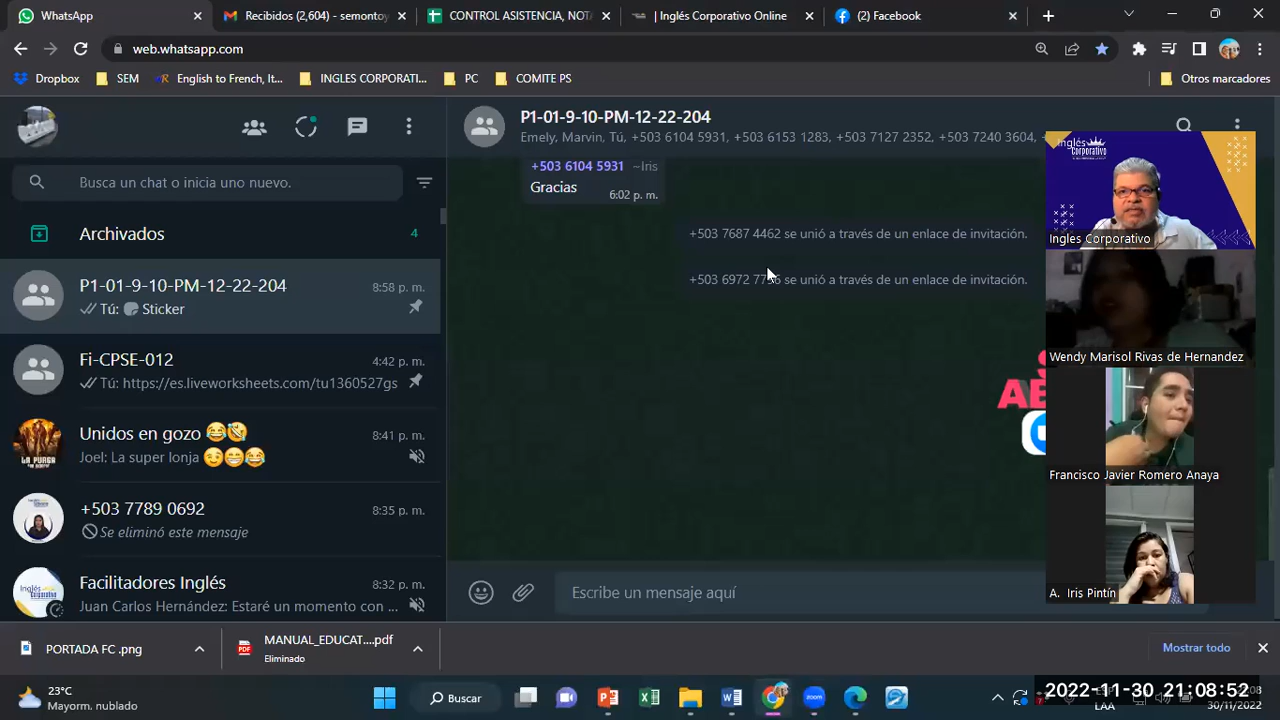 WhatsApp
Recibidos (2,604) - semontoy
CONTROL ASISTENCIA, NOT
| Inglés Corporativo Online
(8) Facebook
web.whatsapp.com
Dropbox
SEM
English to French, It...
INGLES CORPORATI...
PC
COMITE PS
Otros marcadores
P1-01-9-10-PM-12-22-204
Emely, Marvin, Tú, +503 6104 5931, +503 6153 1283, +503 7127 2352, +503 7240 3604,
Busca un chat o inicia uno nuevo.
Archivados
4
P1-01-9-10-PM-12-22-204
8:58 p. m.
Tú: Sticker
Fi-CPSE-012
4:42 p. m.
Tú: https://es.liveworksheets.com/tu1360527gs
Unidos en gozo
8:41 p. m.
Joel: La super lonja
LA PURGA
+503 7789 0692
8:35 p. m.
Se eliminó este mensaje
Facilitadores Inglés
8:32 p. m.
Juan Carlos Hernández: Estaré un momento con ...
+503 6104 5931 ~Iris
Gracias
6:02 p. m.
+503 7687 4462 se unió a través de un enlace de invitación.
+503 6972 77 6 se unió a través de un enlace de invitación.
Escribe un mensaje aquí
Inglés
Corporativo
Ingles Corporativo
Wendy Marisol Rivas de Hernandez
Francisco Javier Romero Anaya
A. Iris Pintín
PORTADA FC .png
MANUAL_EDUCAT....pdf
Eliminado
Mostrar todo
23°C
Mayorm. nublado
Buscar
LAA
2022-11-30 21:08:52
30/11/2022